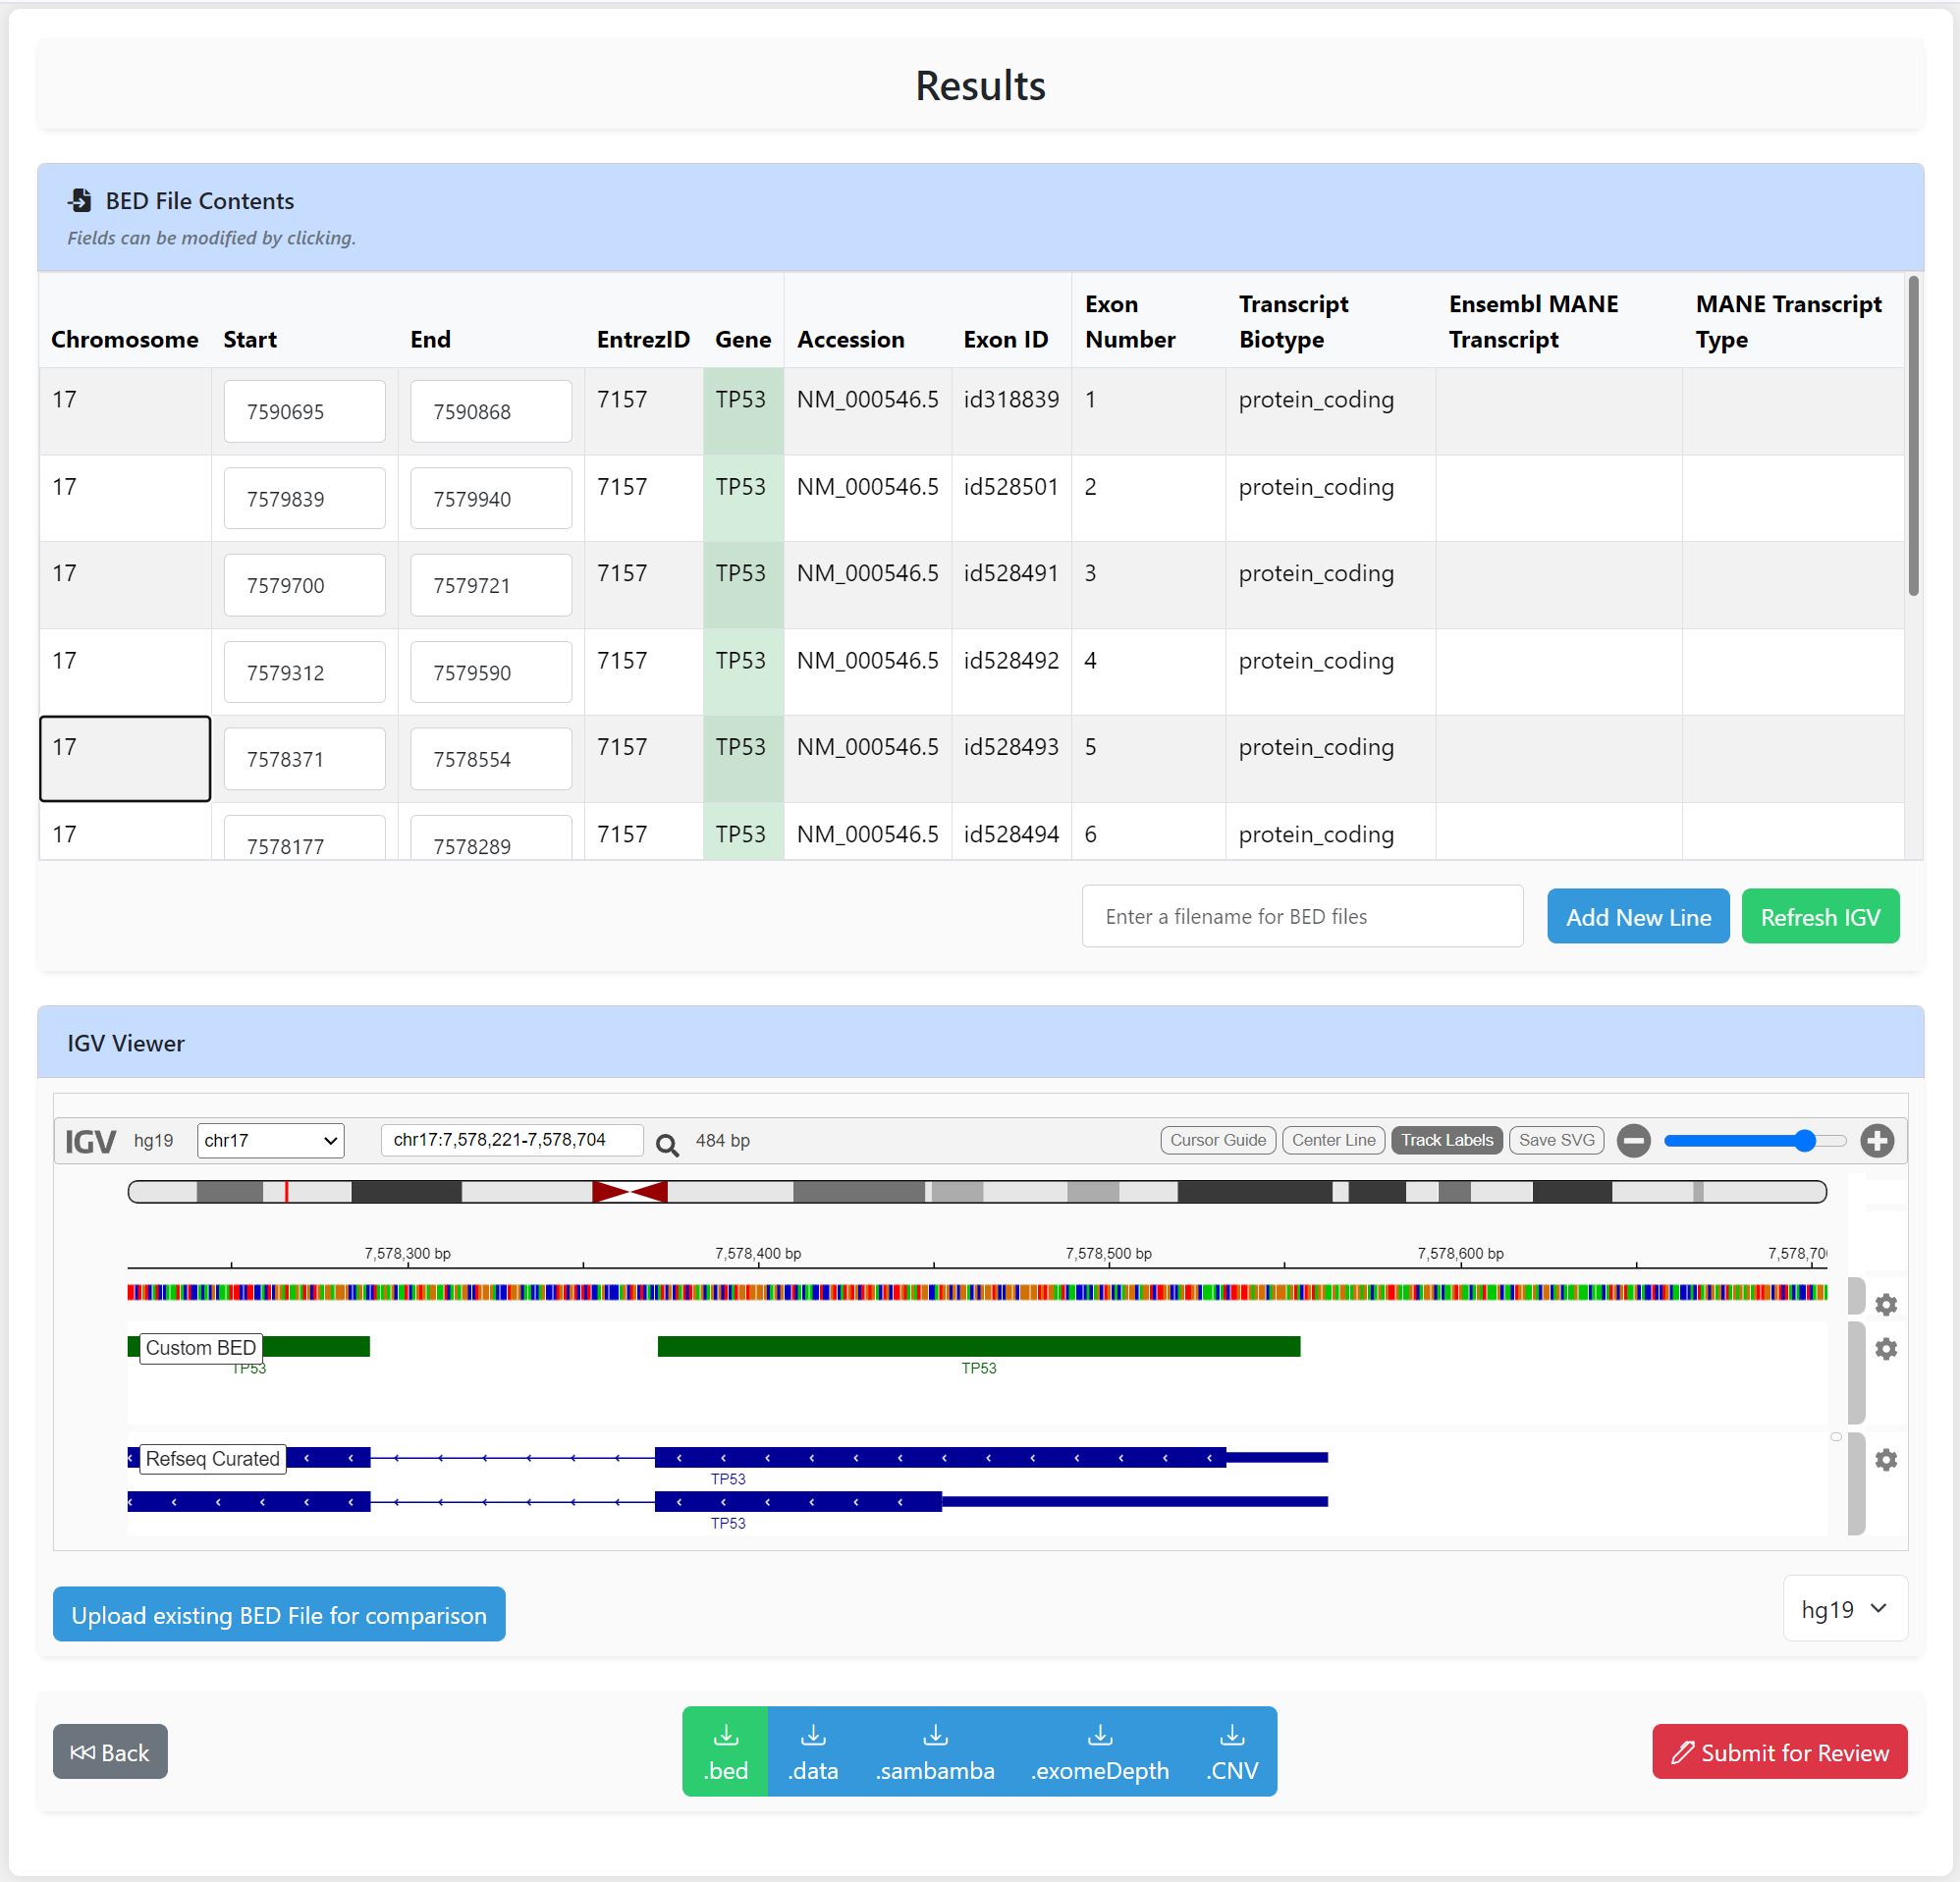 Results
BED File Contents
Fields can be modified by clicking.
Chromosome Start End EntrezID Gene Accession Exon ID Exon Number Transcript Biotype Ensembl MANE Transcript MANE Transcript Type
17 7590695 7590868 7157 TP53 NM_000546.5 id318839 1 protein_coding
17 7579839 7579940 7157 TP53 NM_000546.5 id528501 2 protein_coding
17 7579700 7579721 7157 TP53 NM_000546.5 id528491 3 protein_coding
17 7579312 7579590 7157 TP53 NM_000546.5 id528492 4 protein_coding
17 7578371 7578554 7157 TP53 NM_000546.5 id528493 5 protein_coding
17 7578177 7578289 7157 TP53 NM_000546.5 id528494 6 protein_coding
Enter a filename for BED files Add New Line Refresh IGV
IGV Viewer
IGV hg19 chr17 chr17:7,578,221-7,578,704 484 bp Cursor Guide Center Line Track Labels Save SVG
7,578,300 bp 7,578,400 bp 7,578,500 bp 7,578,600 bp 7,578,70
Custom BED
TP53 TP53
Refseq Curated
TP53
TP53
Upload existing BED File for comparison hg19
Back .bed .data .sambamba .exomeDepth .CNV Submit for Review